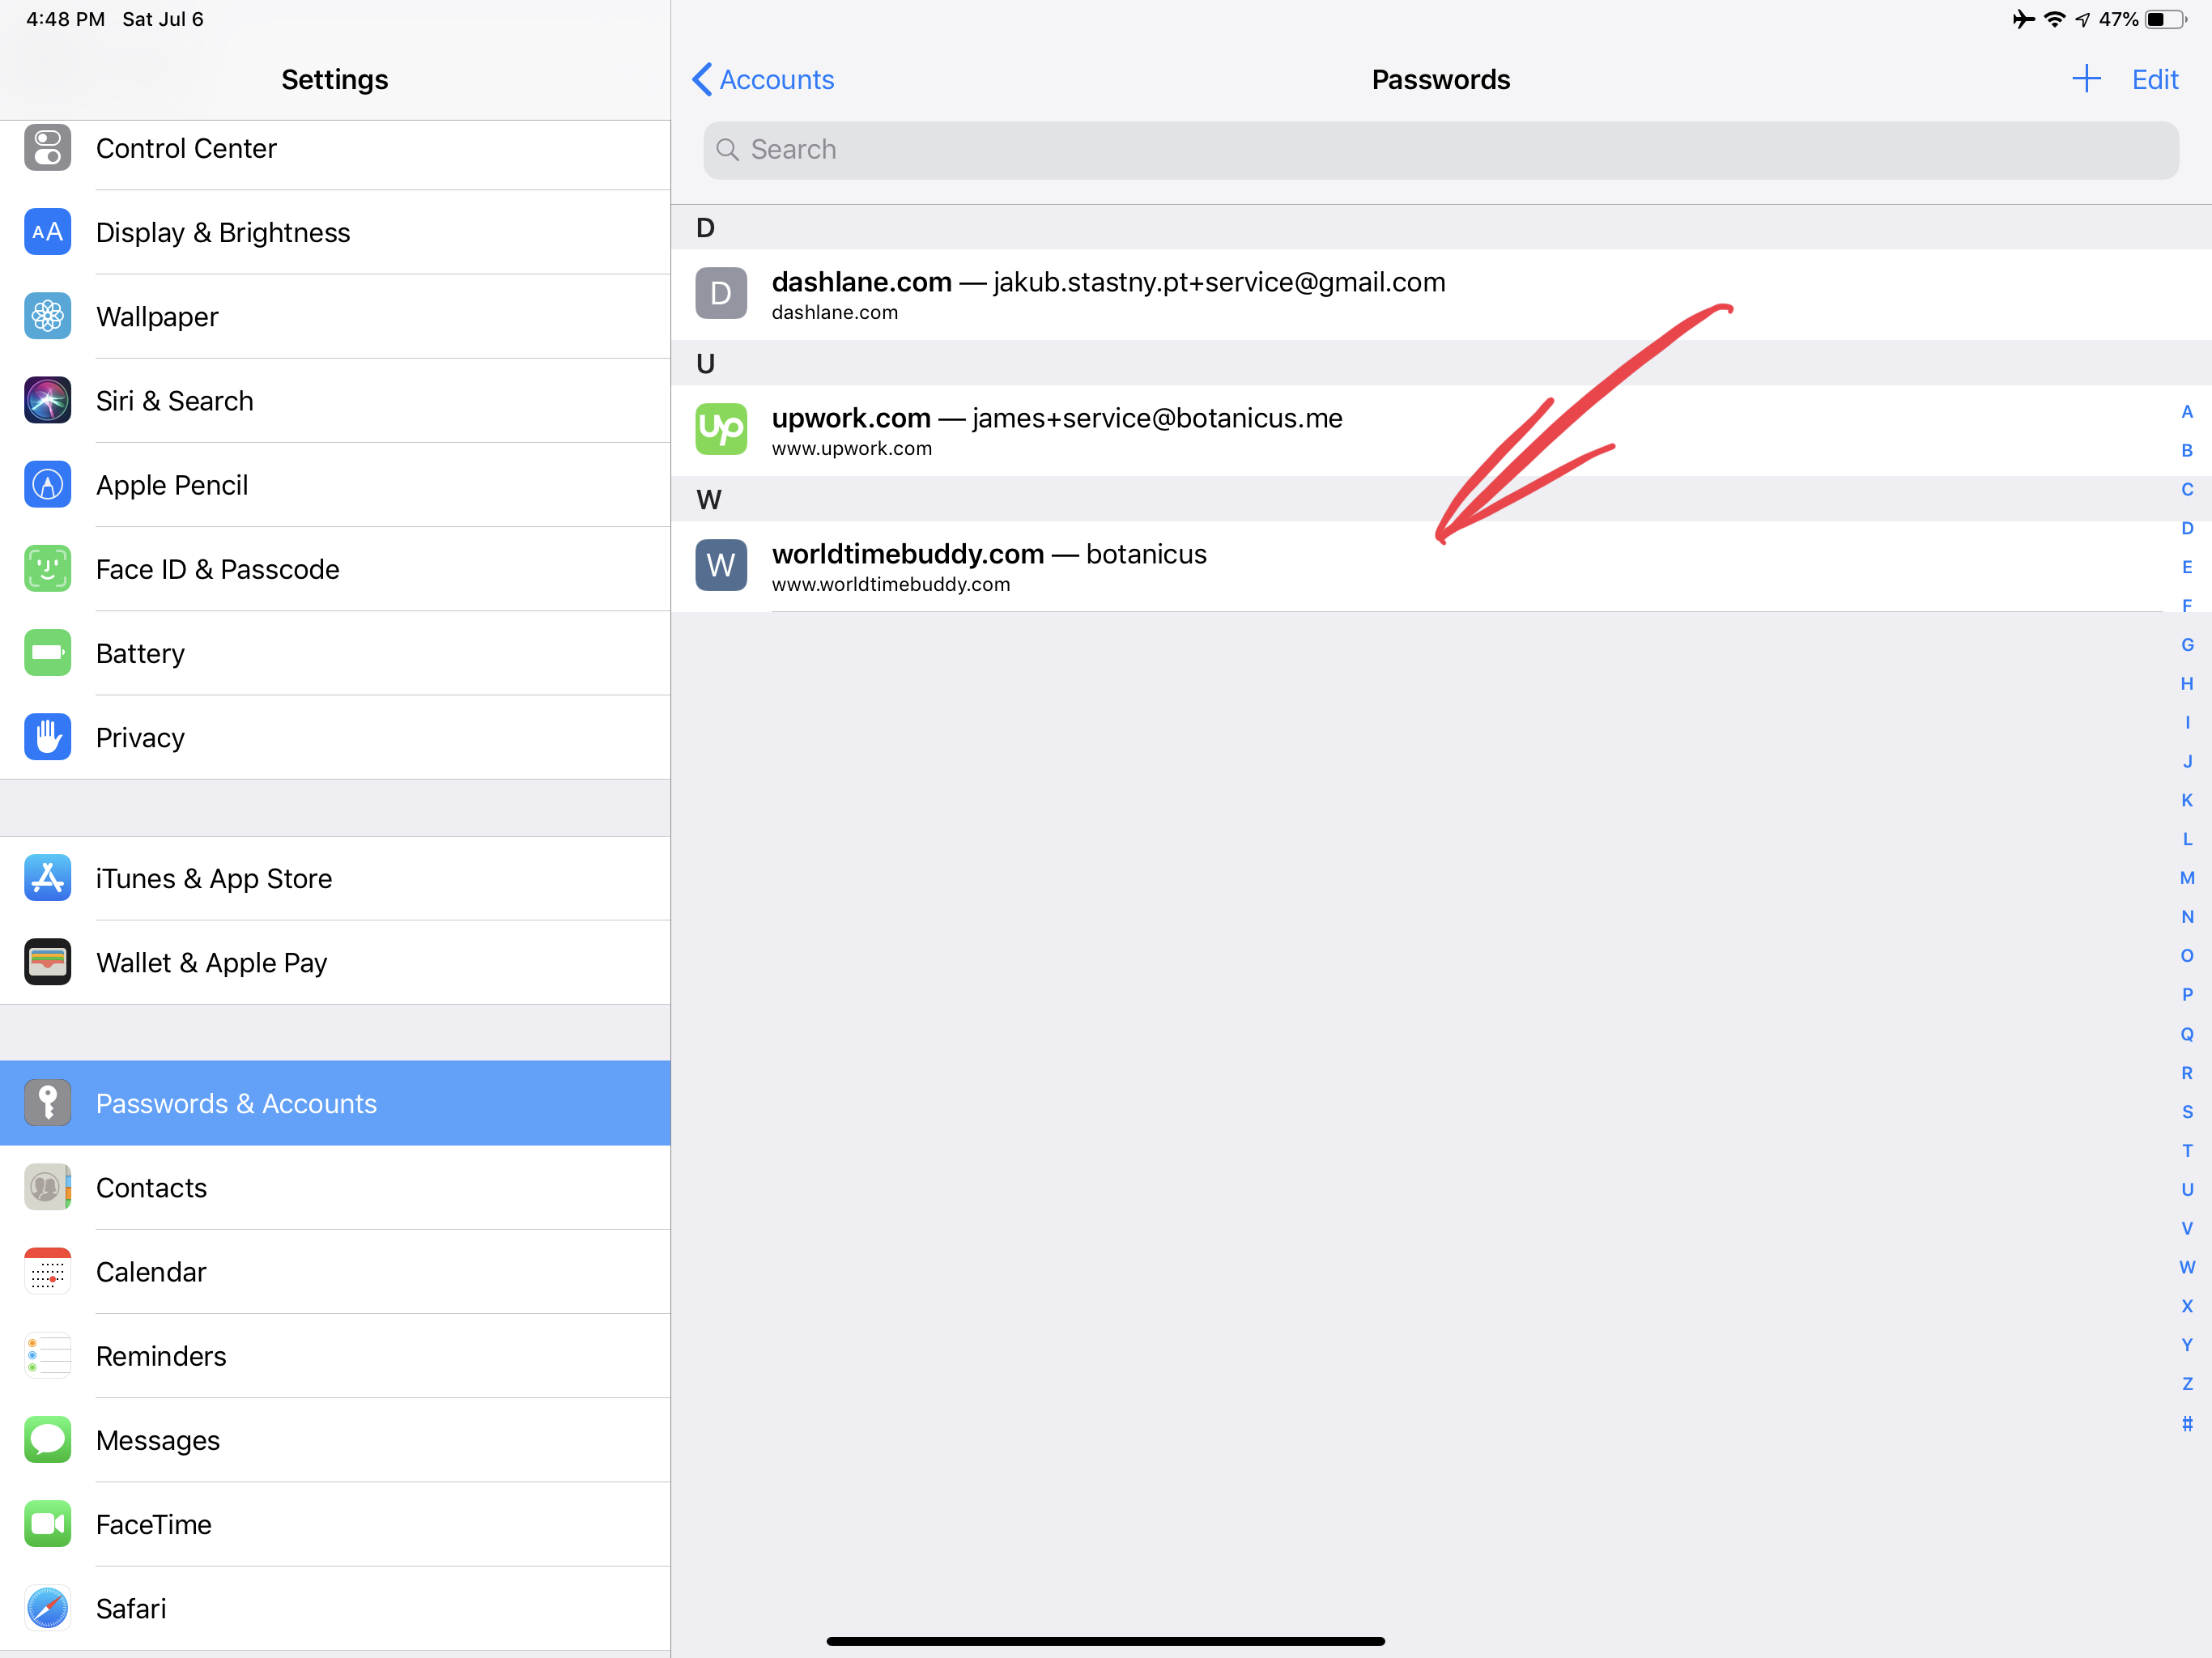 4:48 PM Sat Jul 6
47%
Settings
Control Center
AA Display & Brightness
Wallpaper
Siri & Search
Apple Pencil
Face ID & Passcode
Battery
Privacy
iTunes & App Store
Wallet & Apple Pay
Passwords & Accounts
Contacts
Calendar
Reminders
Messages
FaceTime
Safari
Accounts
Passwords
+ Edit
Search
D
D dashlane.com — jakub.stastny.pt+service@gmail.com
dashlane.com
U
Up upwork.com — james+service@botanicus.me
www.upwork.com
W
W worldtimebuddy.com — botanicus
www.worldtimebuddy.com
A
B
C
D
E
F
G
H
I
J
K
L
M
N
O
P
Q
R
S
T
U
V
W
X
Y
Z
#